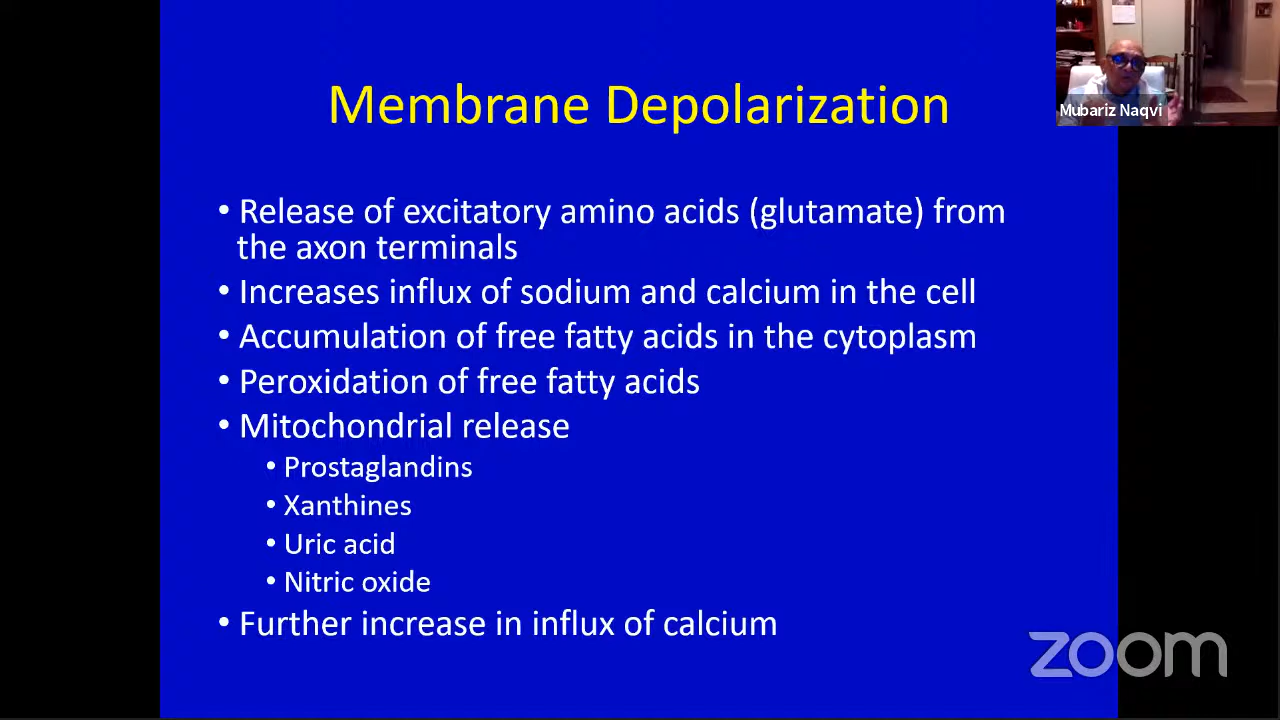 Membrane Depolarization
Mubariz Naqvi
• Release of excitatory amino acids (glutamate) from
the axon terminals
• Increases influx of sodium and calcium in the cell
• Accumulation of free fatty acids in the cytoplasm
• Peroxidation of free fatty acids
• Mitochondrial release
• Prostaglandins
• Xanthines
• Uric acid
• Nitric oxide
• Further increase in influx of calcium
zoom